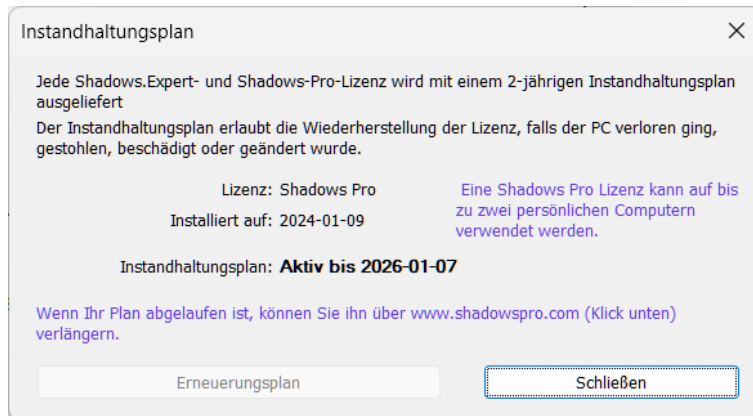 Instandhaltungsplan
Jede Shadows.Expert- und Shadows-Pro-Lizenz wird mit einem 2-jährigen Instandhaltungsplan
ausgeliefert
Der Instandhaltungsplan erlaubt die Wiederherstellung der Lizenz, falls der PC verloren ging,
gestohlen, beschädigt oder geändert wurde.
Lizenz: Shadows Pro
Installiert auf: 2024-01-09
Eine Shadows Pro Lizenz kann auf bis
zu zwei persönlichen Computern
verwendet werden.
Instandhaltungsplan: Aktiv bis 2026-01-07
Wenn Ihr Plan abgelaufen ist, können Sie ihn über www.shadowspro.com (Klick unten)
verlängern.
Erneuerungsplan
Schließen